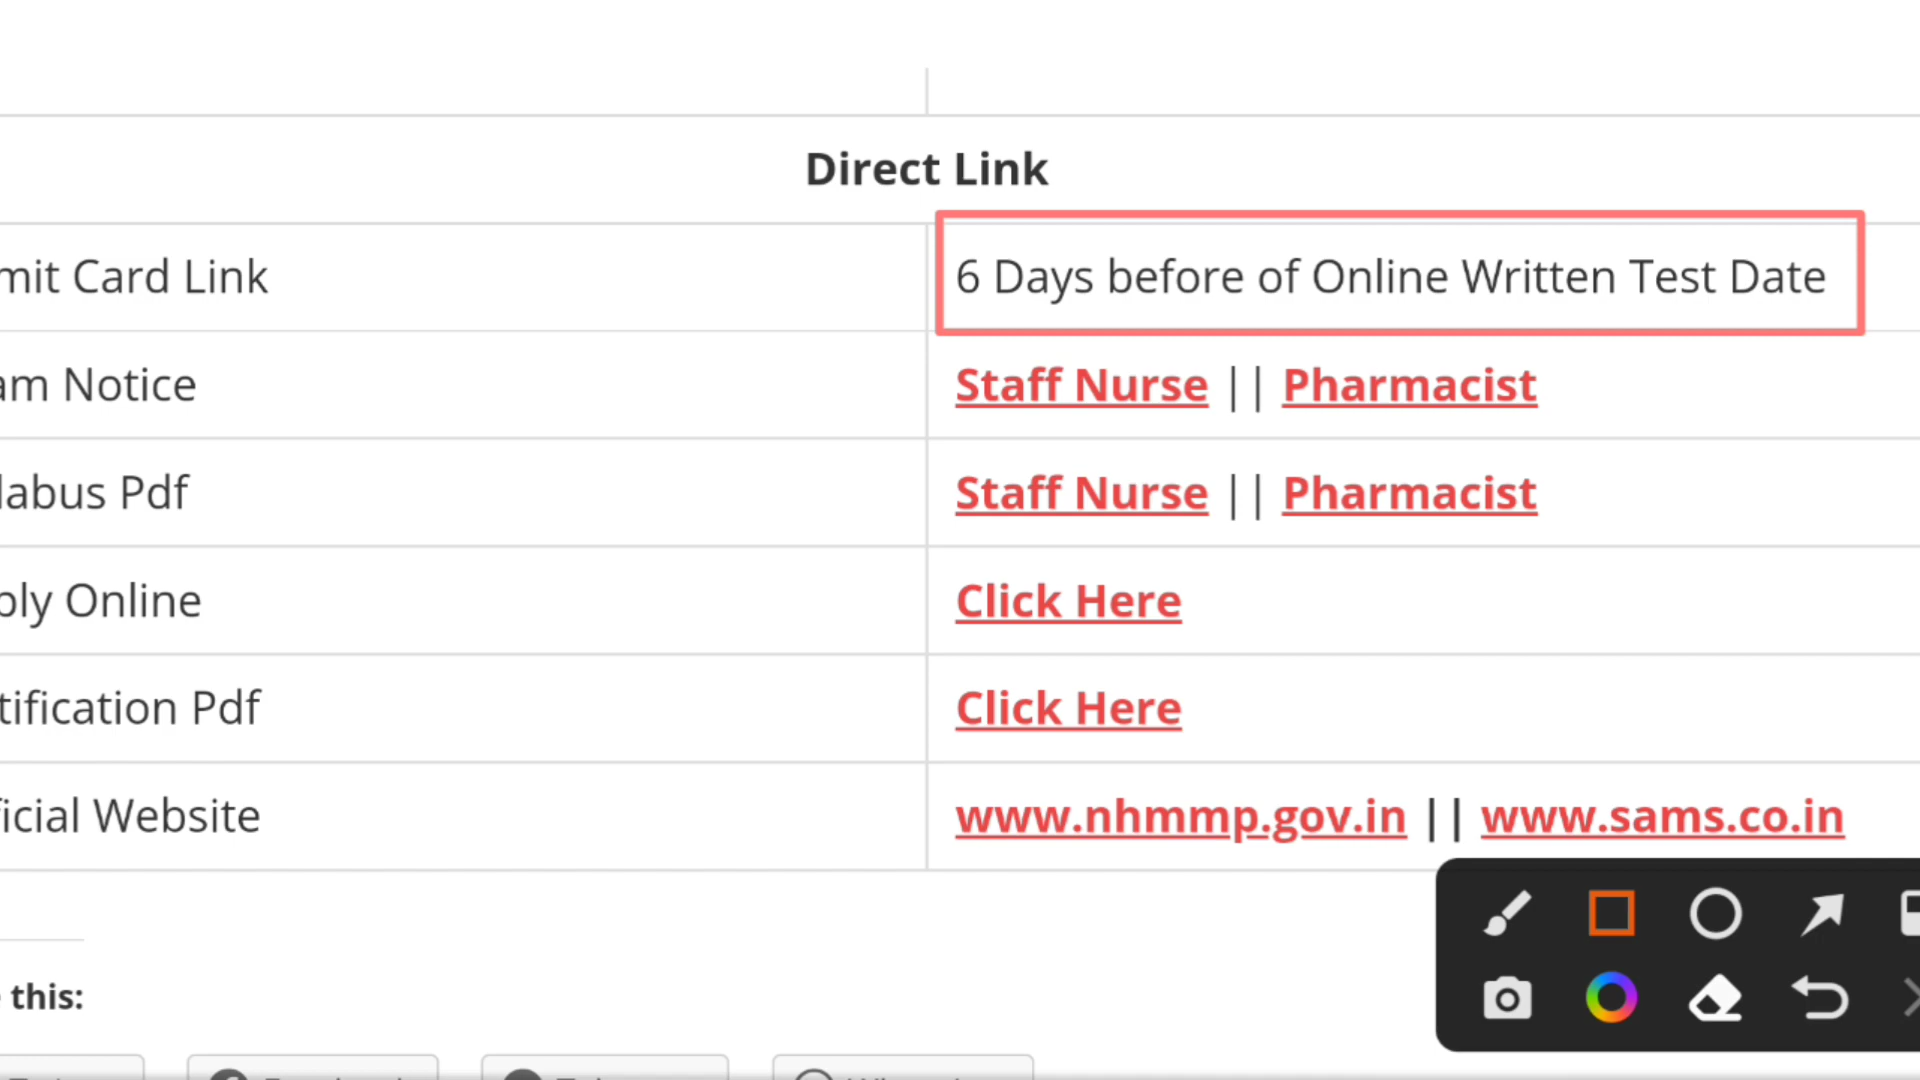 Direct Link
mit Card Link 6 Days before of Online Written Test Date
am Notice Staff Nurse || Pharmacist
labus Pdf Staff Nurse || Pharmacist
ply Online Click Here
tification Pdf Click Here
ficial Website www.nhmmp.gov.in || www.sams.co.in
this: